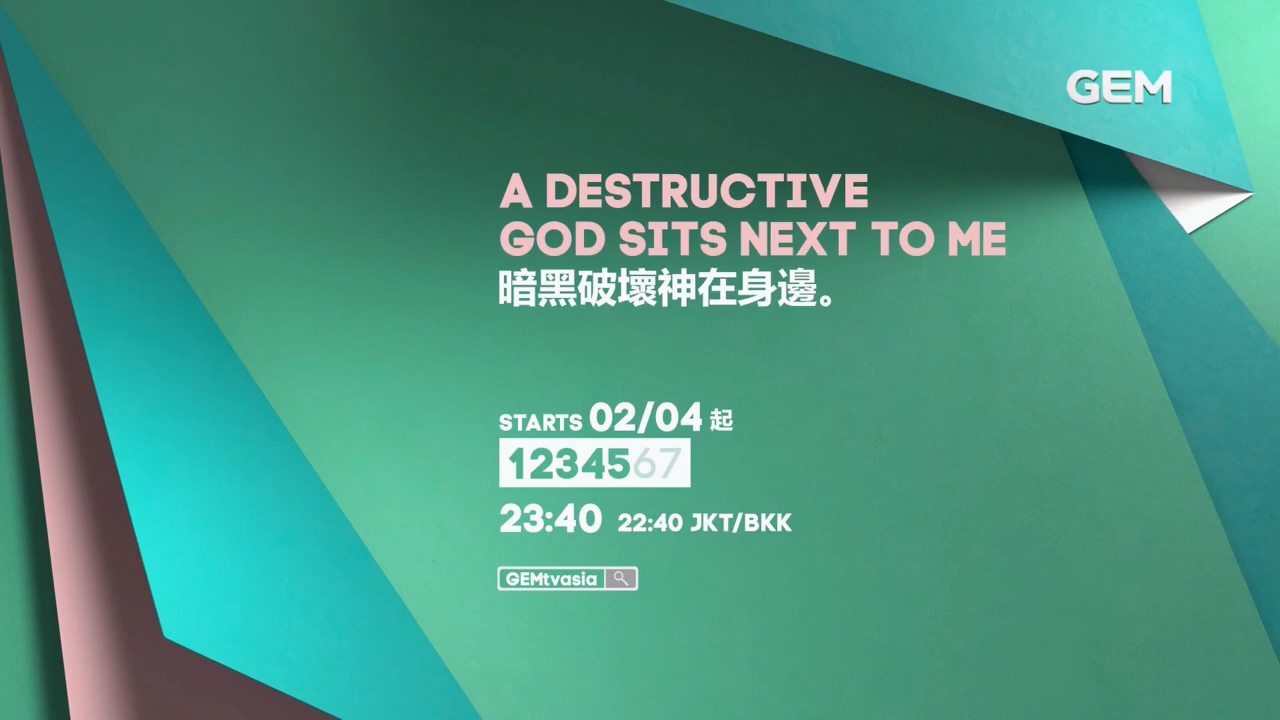 GEM
A DESTRUCTIVE
GOD SITS NEXT TO ME
暗黑破壞神在身邊。
STARTS 02/04 起
1234567
23:40 22:40 JKT/BKK
GEMtvasia